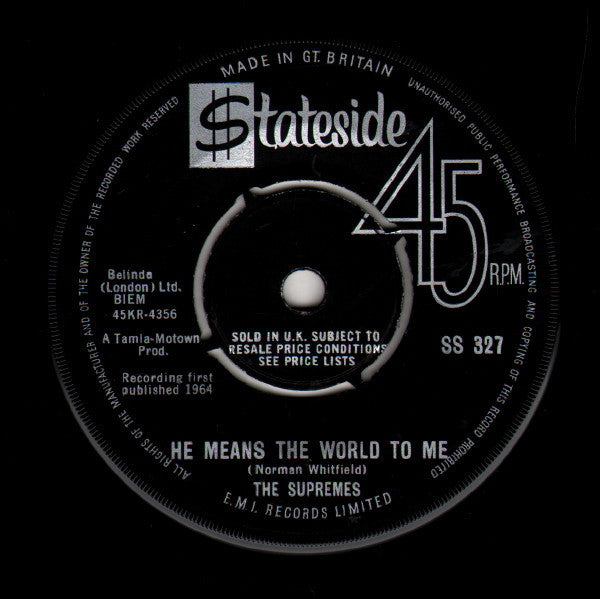 MADE IN GT. BRITAIN
UNAUTHORISED PUBLIC PERFORMANCE BROADCASTING AND COPYING OF THIS RECORD PROHIBITED
ALL RIGHTS OF THE MANUFACTURER AND OF THE OWNER OF THE RECORDED WORK RESERVED
$tateside
45
R.P.M.
Belinda
(London) Ltd.
BIEM
45KR-4356
A Tamla-Motown
Prod.
Recording first
published 1964
SOLD IN U.K. SUBJECT TO
RESALE PRICE CONDITIONS
SEE PRICE LISTS
SS 327
HE MEANS THE WORLD TO ME
(Norman Whitfield)
THE SUPREMES
E.M.I. RECORDS LIMITED